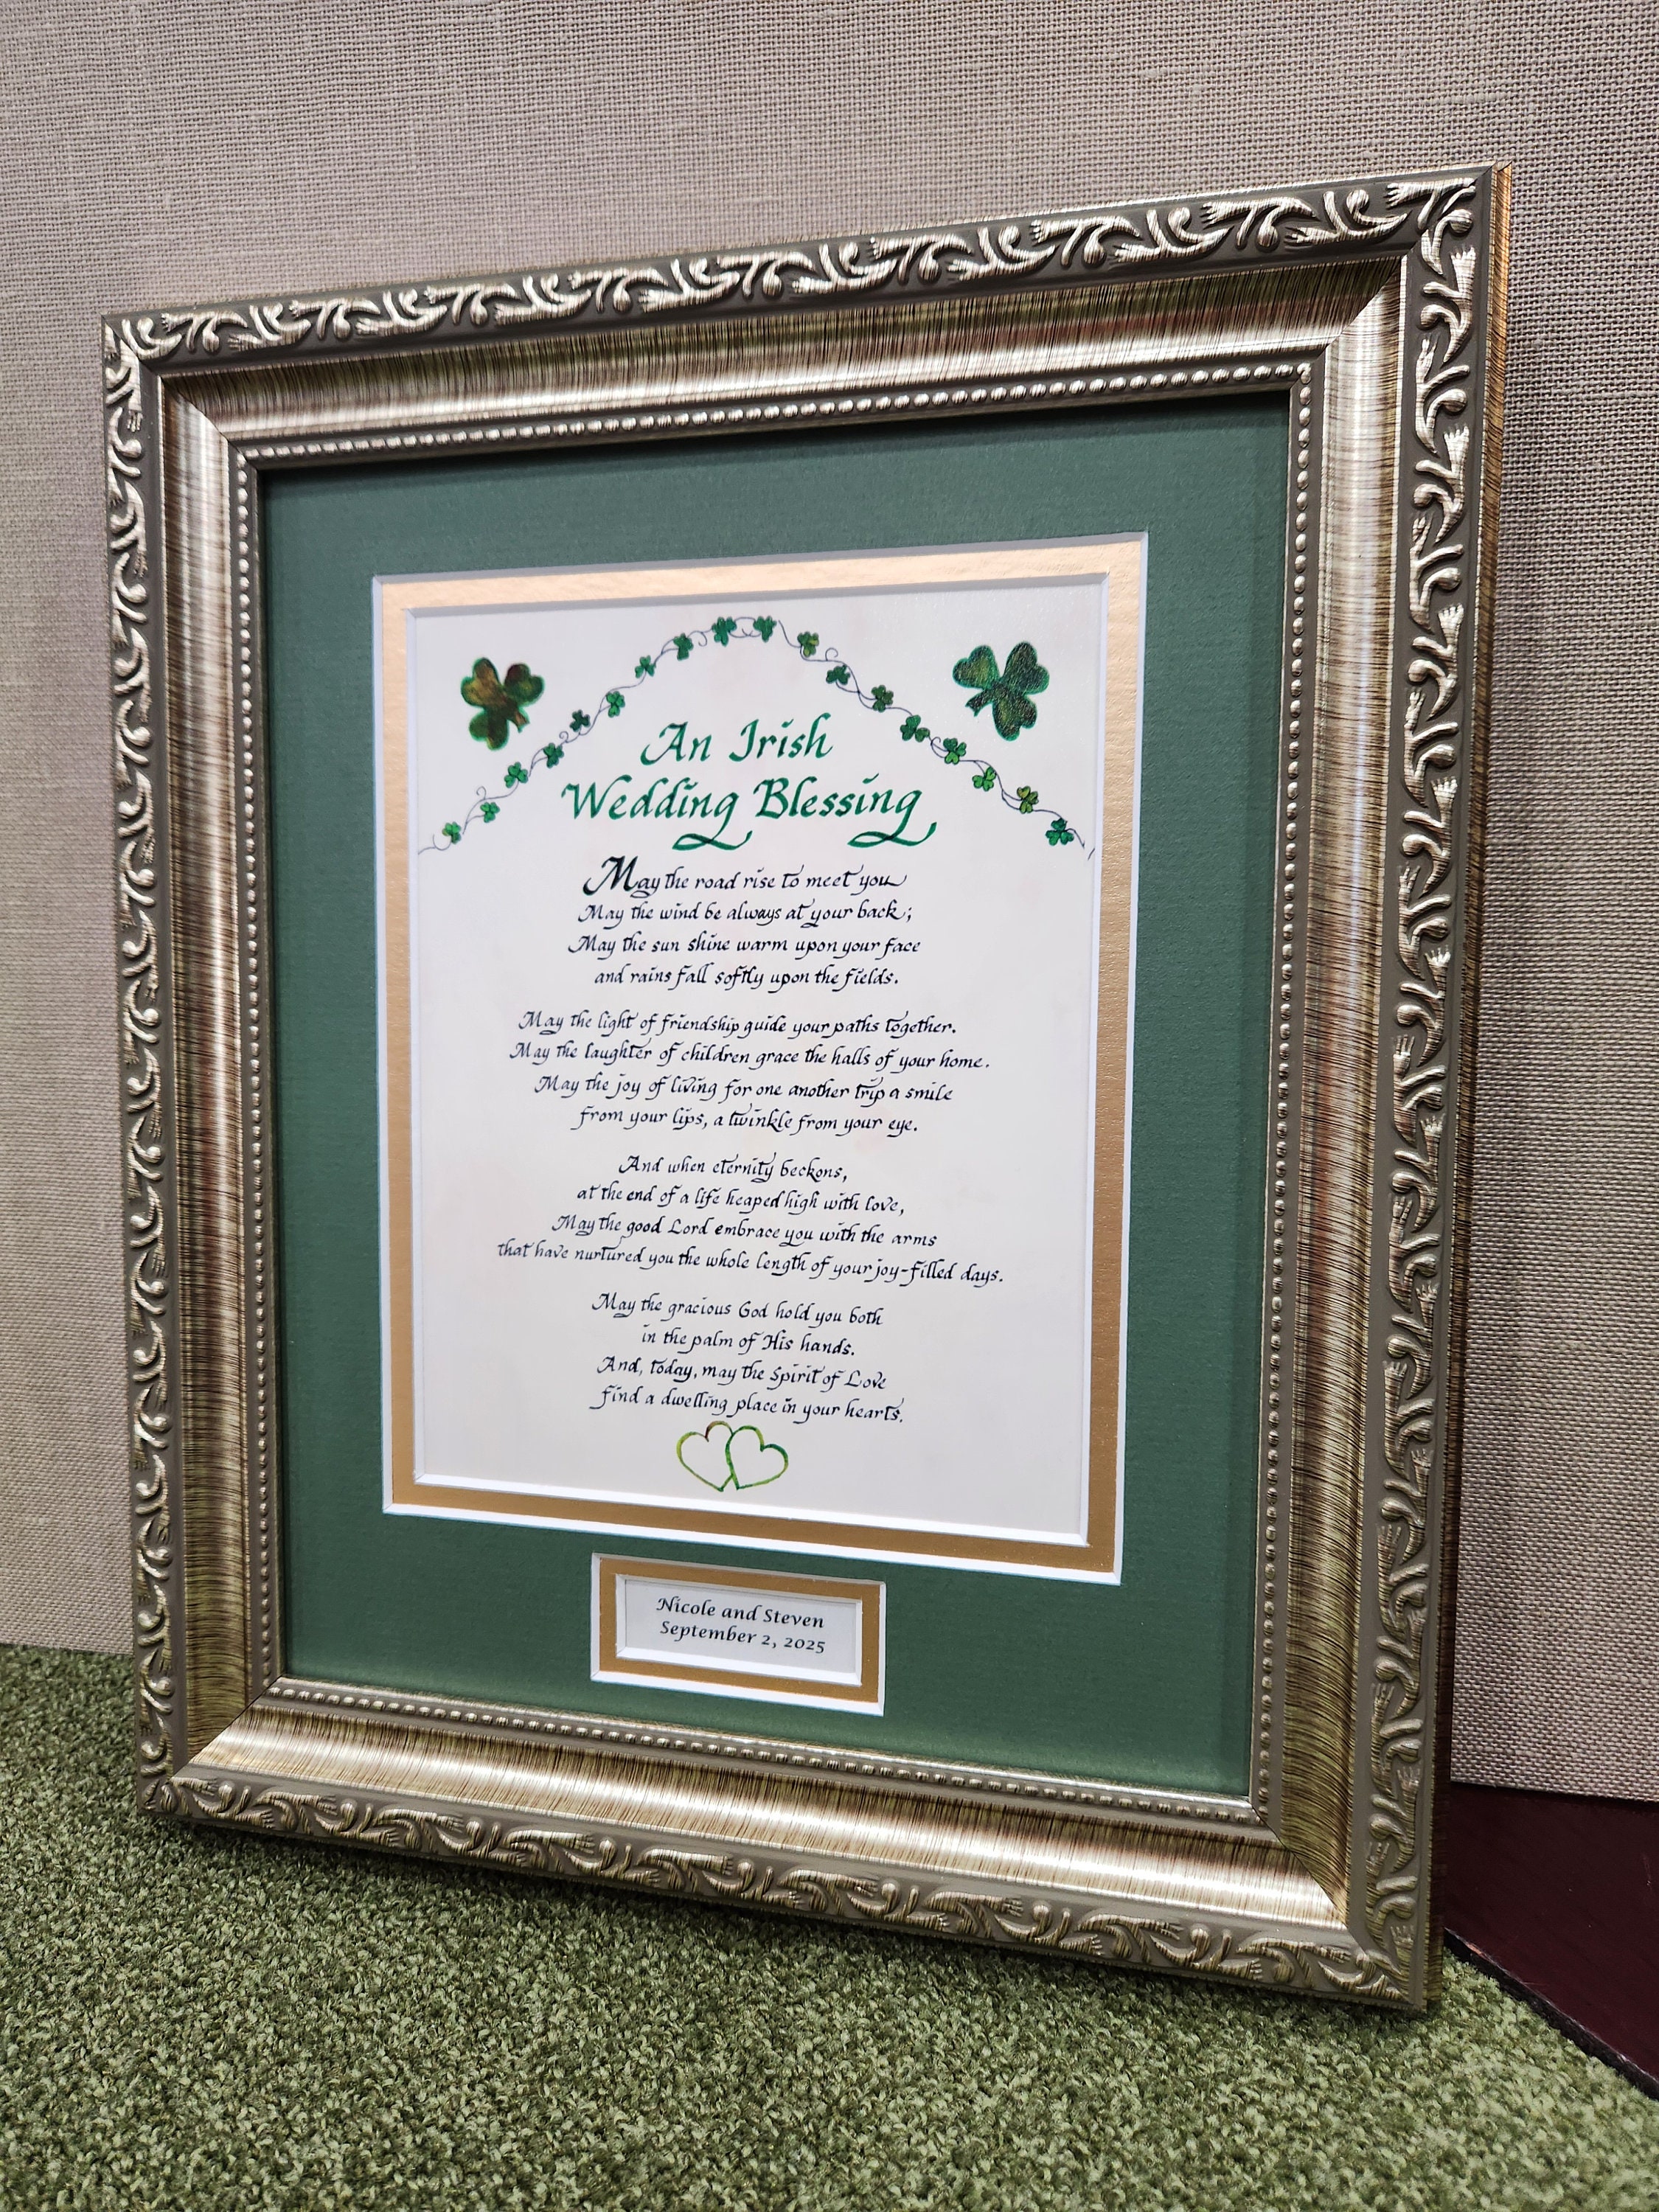 An Irish
Wedding Blessing
May the road rise to meet you
May the wind be always at your back;
May the sun shine warm upon your face
and rains fall softly upon the fields.
May the light of friendship guide your paths together.
May the laughter of children grace the halls of your home.
May the joy of living for one another trip a smile
from your lips, a twinkle from your eye.
And when eternity beckons,
at the end of a life heaped high with love,
May the good Lord embrace you with the arms
that have nurtured you the whole length of your joy-filled days.
May the gracious God hold you both
in the palm of His hands.
And, today, may the Spirit of Love
find a dwelling place in your hearts.
Nicole and Steven
September 2, 2025